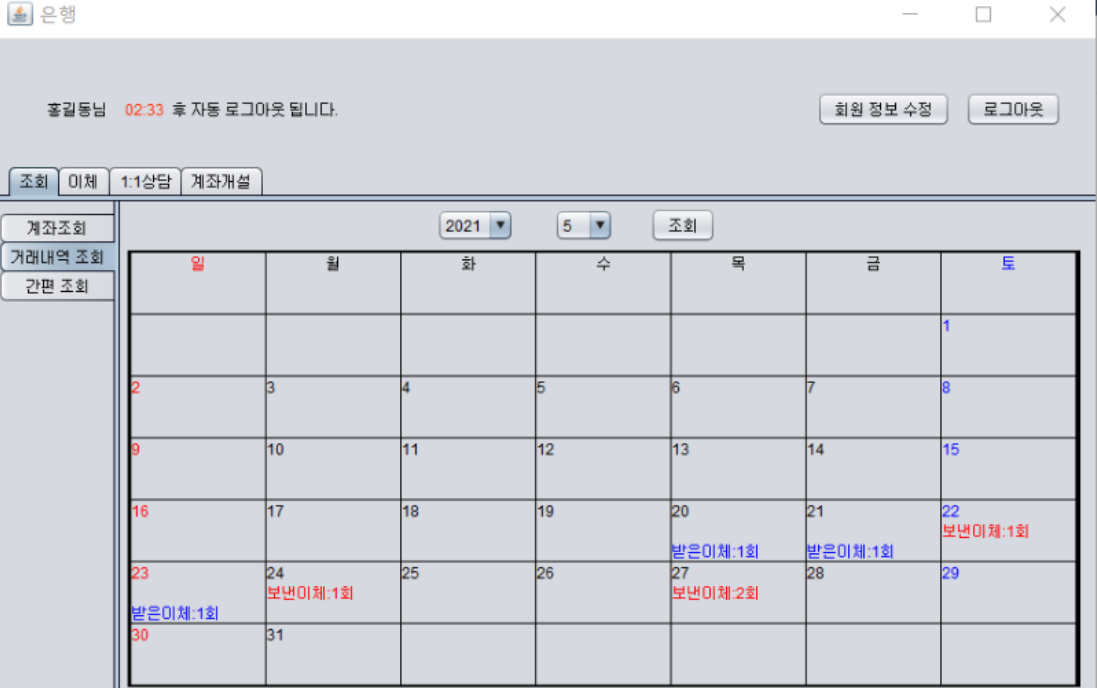 은행
홍길동님 02:33 후 자동 로그아웃 됩니다. 회원 정보 수정 로그아웃
조회 이체 1:1상담 계좌개설
계좌조회 2021 5 조회
거래내역 조회
간편 조회
일 월 화 수 목 금 토
1
2 3 4 5 6 7 8
9 10 11 12 13 14 15
16 17 18 19 20 21 22
보낸이체:1회
받은이체:1회 받은이체:1회
23 24 25 26 27 28 29
보낸이체:1회 보낸이체:2회
받은이체:1회
30 31